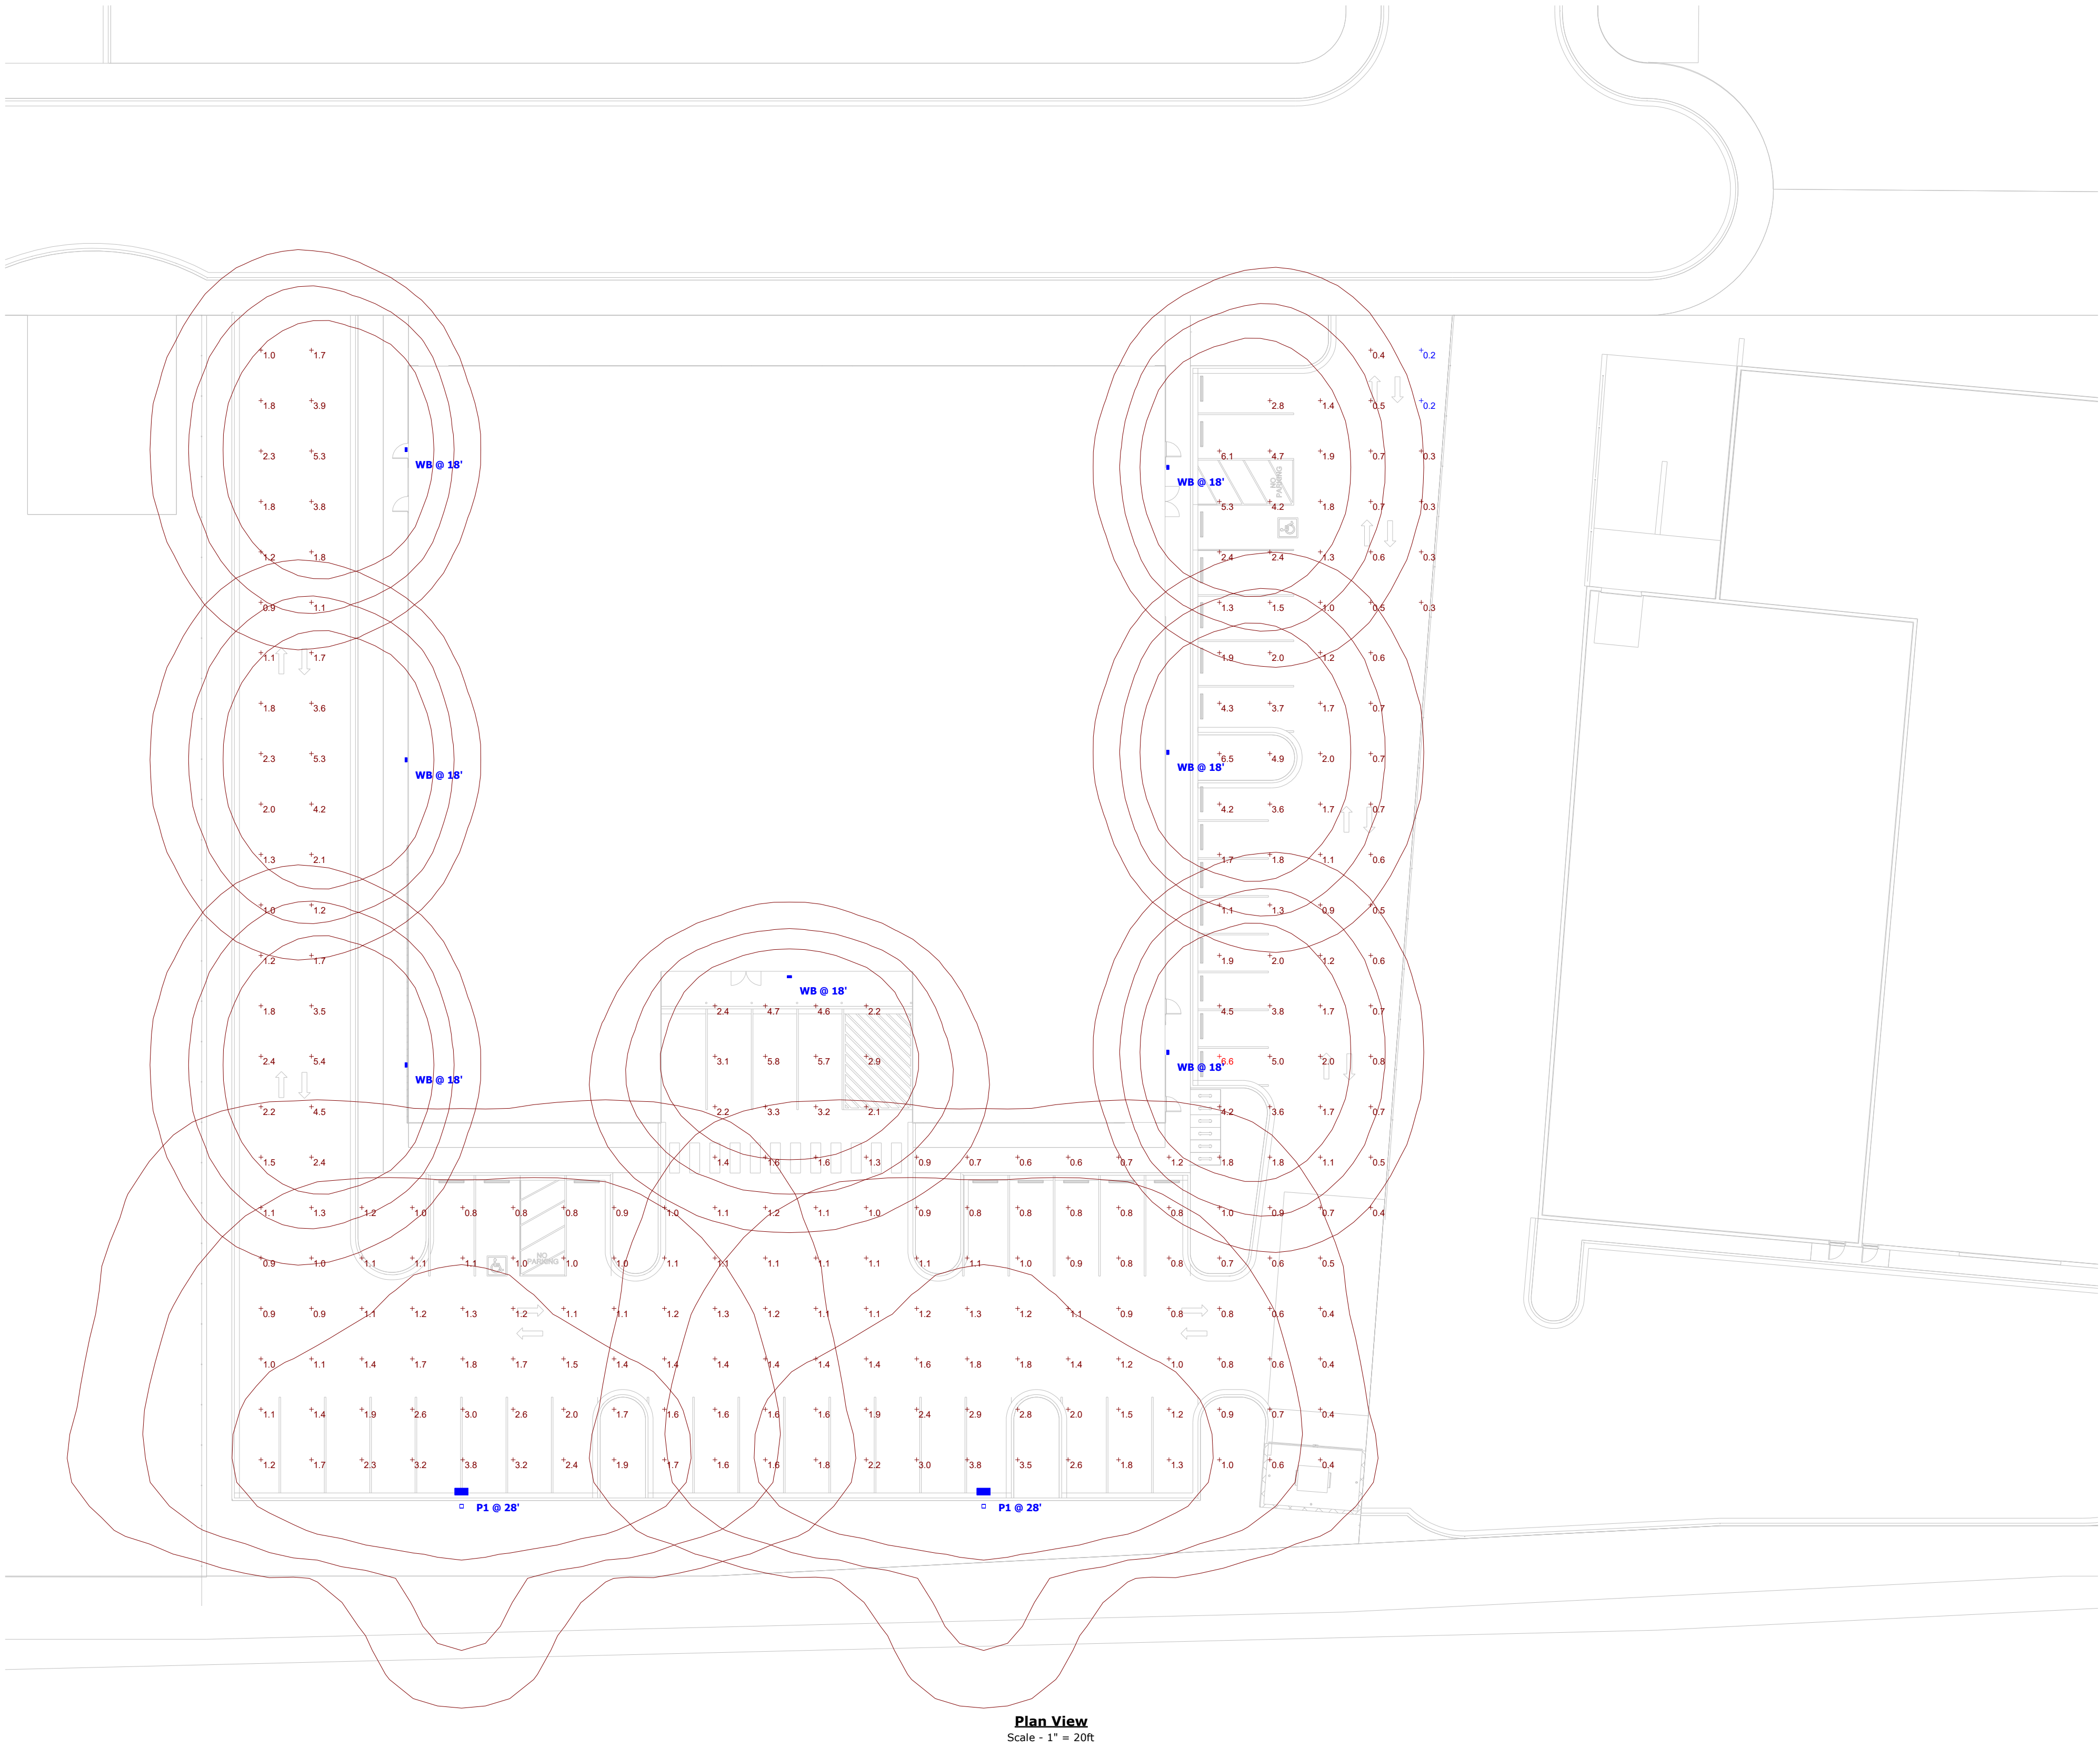 1.0 1.7 0.4 0.2
1.8 3.9 2.8 1.4 0.5 0.2
2.3 5.3 6.1 4.7 1.9 0.7 0.3
WB @ 18'
NO
PARKING
WB @ 18'
1.8 3.8 5.3 4.2 1.8 0.7 0.3
1.2 1.8 2.4 2.4 1.3 0.6 0.3
0.9 1.1 1.3 1.5 1.0 0.5 0.3
1.1 1.7 1.9 2.0 1.2 0.6
1.8 3.6 4.3 3.7 1.7 0.7
2.3 5.3 6.5 4.9 2.0 0.7
WB @ 18' WB @ 18'
2.0 4.2 4.2 3.6 1.7 0.7
1.3 2.1 1.7 1.8 1.1 0.6
1.0 1.2 1.1 1.3 0.9 0.5
1.2 1.7 1.9 2.0 1.2 0.6
WB @ 18'
1.8 3.5 2.4 4.7 4.6 2.2 4.5 3.8 1.7 0.7
2.4 5.4 3.1 5.8 5.7 2.9 6.6 5.0 2.0 0.8
WB @ 18' WB @ 18'
2.2 4.5 2.2 3.3 3.2 2.1 4.2 3.6 1.7 0.7
1.5 2.4 1.4 1.6 1.6 1.3 0.9 0.7 0.6 0.6 0.7 1.2 1.8 1.8 1.1 0.5
1.1 1.3 1.2 1.0 0.8 0.8 0.8 0.9 1.0 1.1 1.2 1.1 1.0 0.9 0.8 0.8 0.8 0.8 0.8 1.0 0.9 0.7 0.4
NO
PARKING
0.9 1.0 1.1 1.1 1.1 1.0 1.0 1.0 1.1 1.1 1.1 1.1 1.1 1.1 1.1 1.0 0.9 0.8 0.8 0.7 0.6 0.5
0.9 0.9 1.1 1.2 1.3 1.2 1.1 1.1 1.2 1.3 1.2 1.1 1.1 1.2 1.3 1.2 1.1 0.9 0.8 0.8 0.6 0.4
1.0 1.1 1.4 1.7 1.8 1.7 1.5 1.4 1.4 1.4 1.4 1.4 1.4 1.6 1.8 1.8 1.4 1.2 1.0 0.8 0.6 0.4
1.1 1.4 1.9 2.6 3.0 2.6 2.0 1.7 1.6 1.6 1.6 1.6 1.9 2.4 2.9 2.8 2.0 1.5 1.2 0.9 0.7 0.4
1.2 1.7 2.3 3.2 3.8 3.2 2.4 1.9 1.7 1.6 1.6 1.8 2.2 3.0 3.8 3.5 2.6 1.8 1.3 1.0 0.6 0.4
P1 @ 28' P1 @ 28'
Plan View
Scale - 1" = 20ft